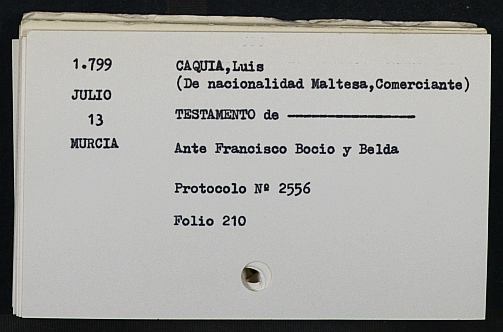 1.799
CAQUIA,Luis
(De nacionalidad Maltesa,Comerciante)
JULIO
13
TESTAMENTO de ————————
MURCIA
Ante Francisco Bocio y Belda
Protocolo Nº 2556
Folio 210